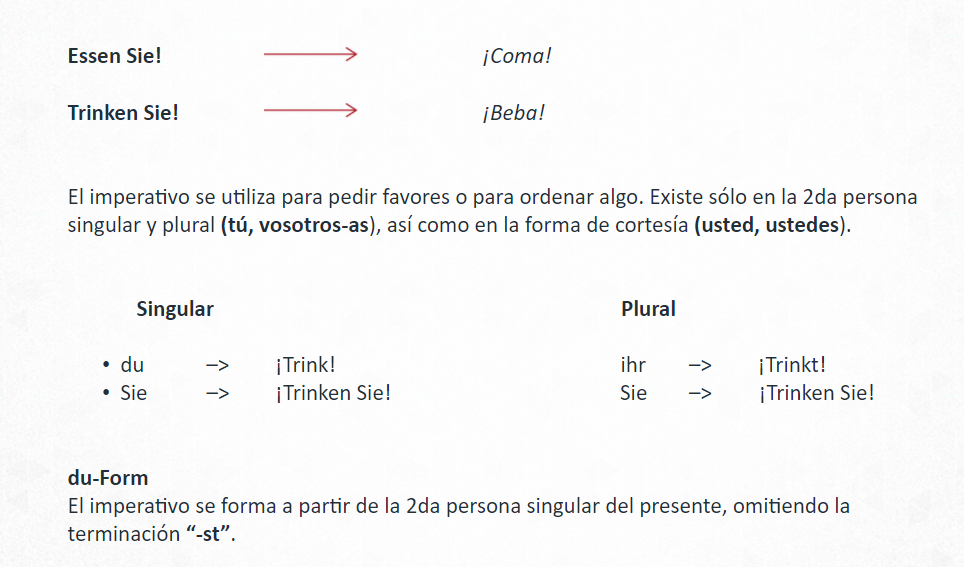 Essen Sie! ¡Coma!
Trinken Sie! ¡Beba!
El imperativo se utiliza para pedir favores o para ordenar algo. Existe sólo en la 2da persona
singular y plural (tú, vosotros-as), así como en la forma de cortesía (usted, ustedes).
Singular Plural
• du –> ¡Trink! ihr –> ¡Trinkt!
• Sie –> ¡Trinken Sie! Sie –> ¡Trinken Sie!
du-Form
El imperativo se forma a partir de la 2da persona singular del presente, omitiendo la
terminación “-st”.